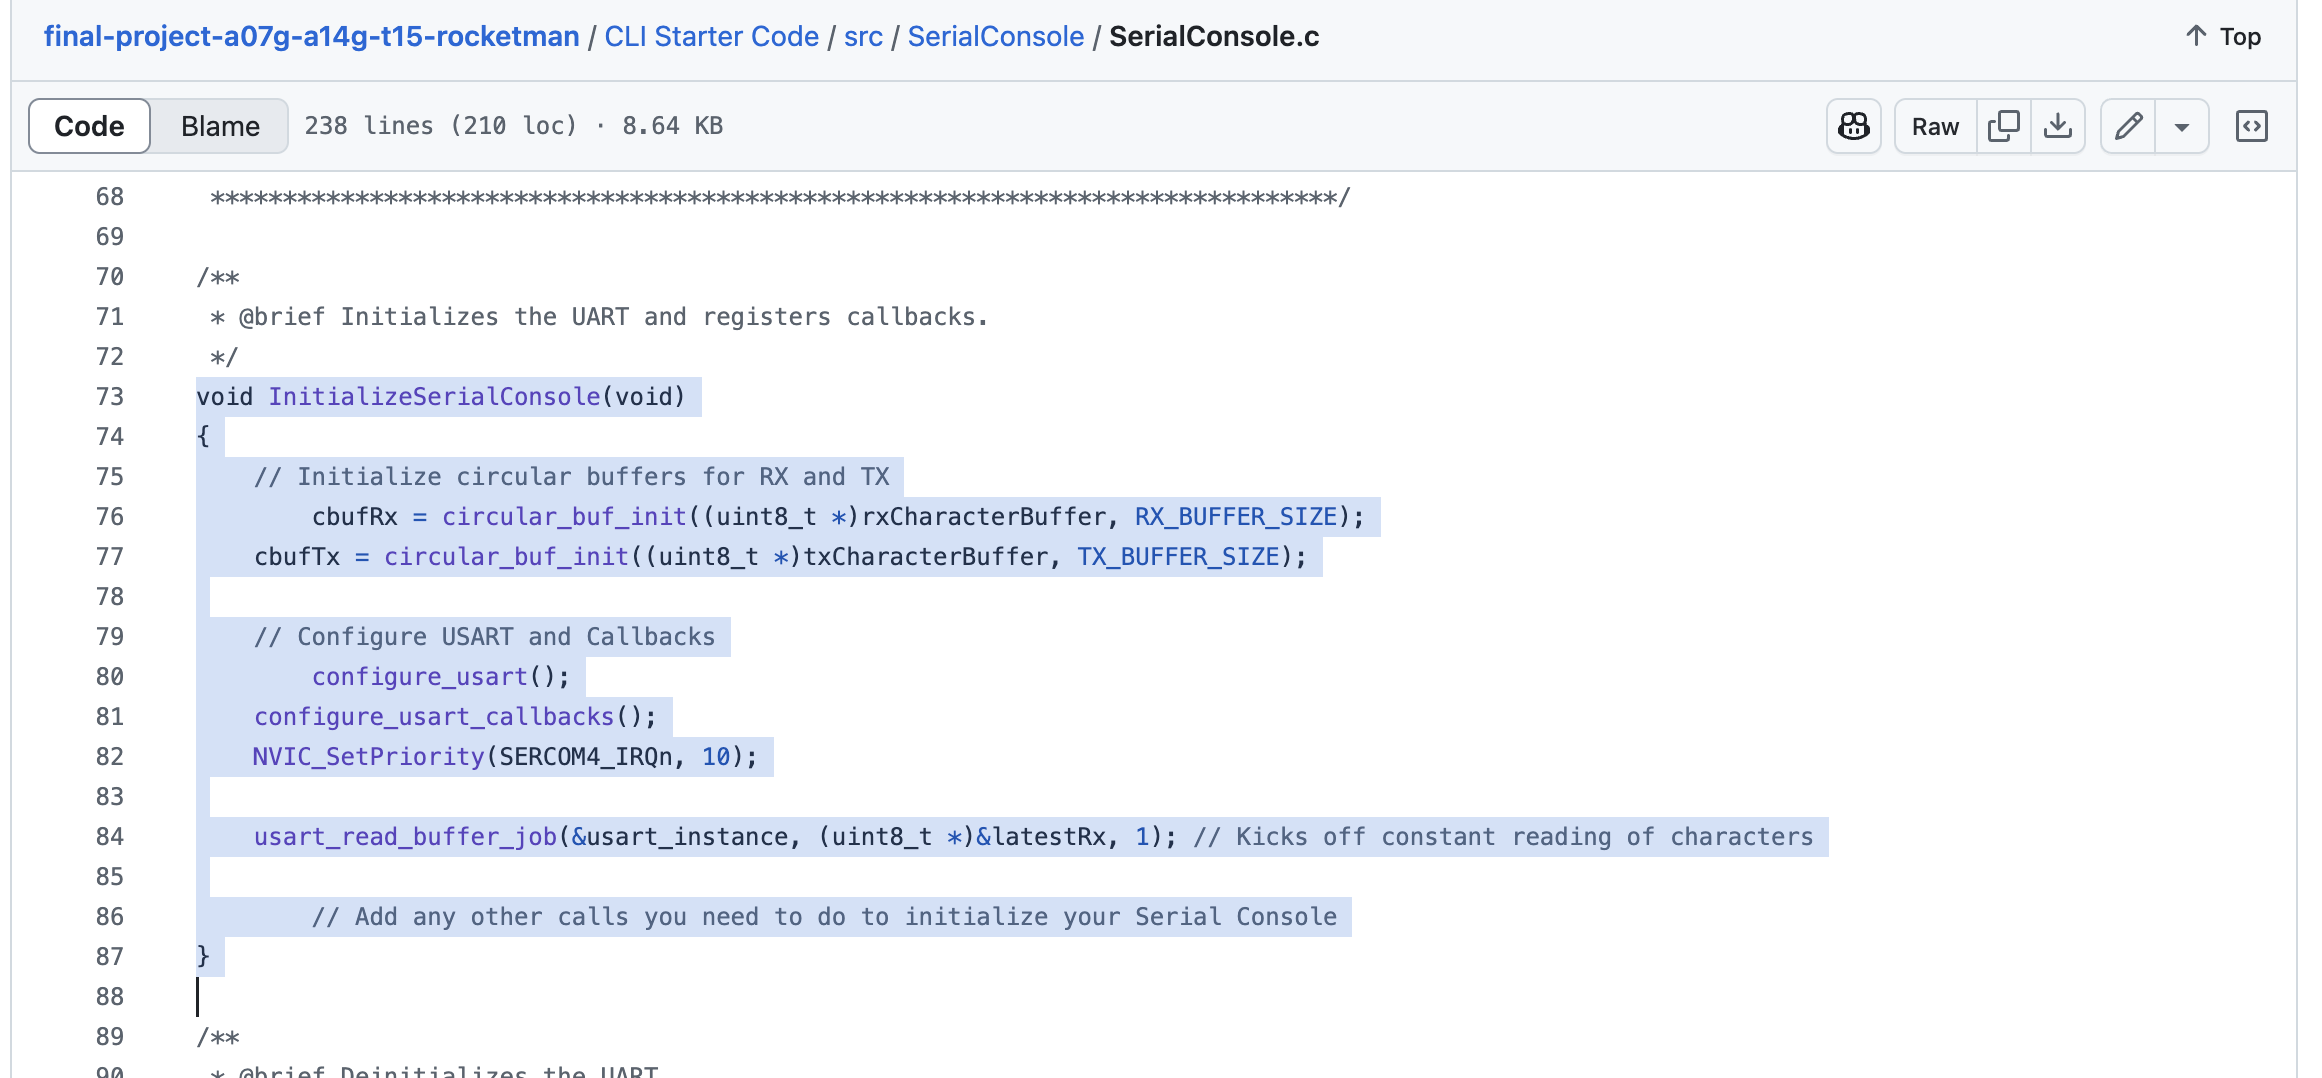 final-project-a07g-a14g-t15-rocketman / CLI Starter Code / src / SerialConsole / SerialConsole.c ↑ Top
Code Blame 238 lines (210 loc) · 8.64 KB Raw
68 ******************************************************************************/
69
70 /**
71 * @brief Initializes the UART and registers callbacks.
72 */
73 void InitializeSerialConsole(void)
74 {
75 // Initialize circular buffers for RX and TX
76 cbufRx = circular_buf_init((uint8_t *)rxCharacterBuffer, RX_BUFFER_SIZE);
77 cbufTx = circular_buf_init((uint8_t *)txCharacterBuffer, TX_BUFFER_SIZE);
78
79 // Configure USART and Callbacks
80 configure_usart();
81 configure_usart_callbacks();
82 NVIC_SetPriority(SERCOM4_IRQn, 10);
83
84 usart_read_buffer_job(&usart_instance, (uint8_t *)&latestRx, 1); // Kicks off constant reading of characters
85
86 // Add any other calls you need to do to initialize your Serial Console
87 }
88
89 /**
90 * @brief Deinitializes the UART